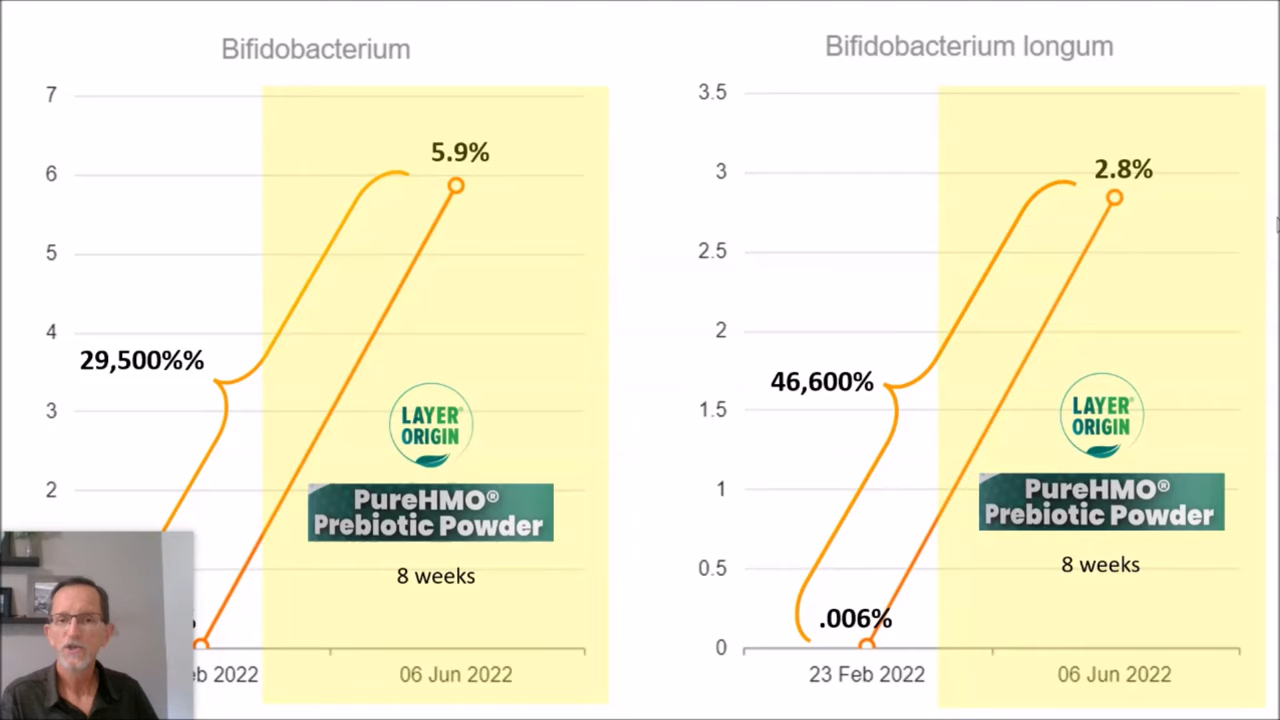 Bifidobacterium
7
6
5
4
3
2
5.9%
29,500%%
LAYER®
ORIGIN
PureHMO®
Prebiotic Powder
8 weeks
%
eb 2022
06 Jun 2022
Bifidobacterium longum
3.5
3
2.5
2
1.5
1
0.5
0
2.8%
46,600%
LAYER®
ORIGIN
PureHMO®
Prebiotic Powder
8 weeks
.006%
23 Feb 2022
06 Jun 2022